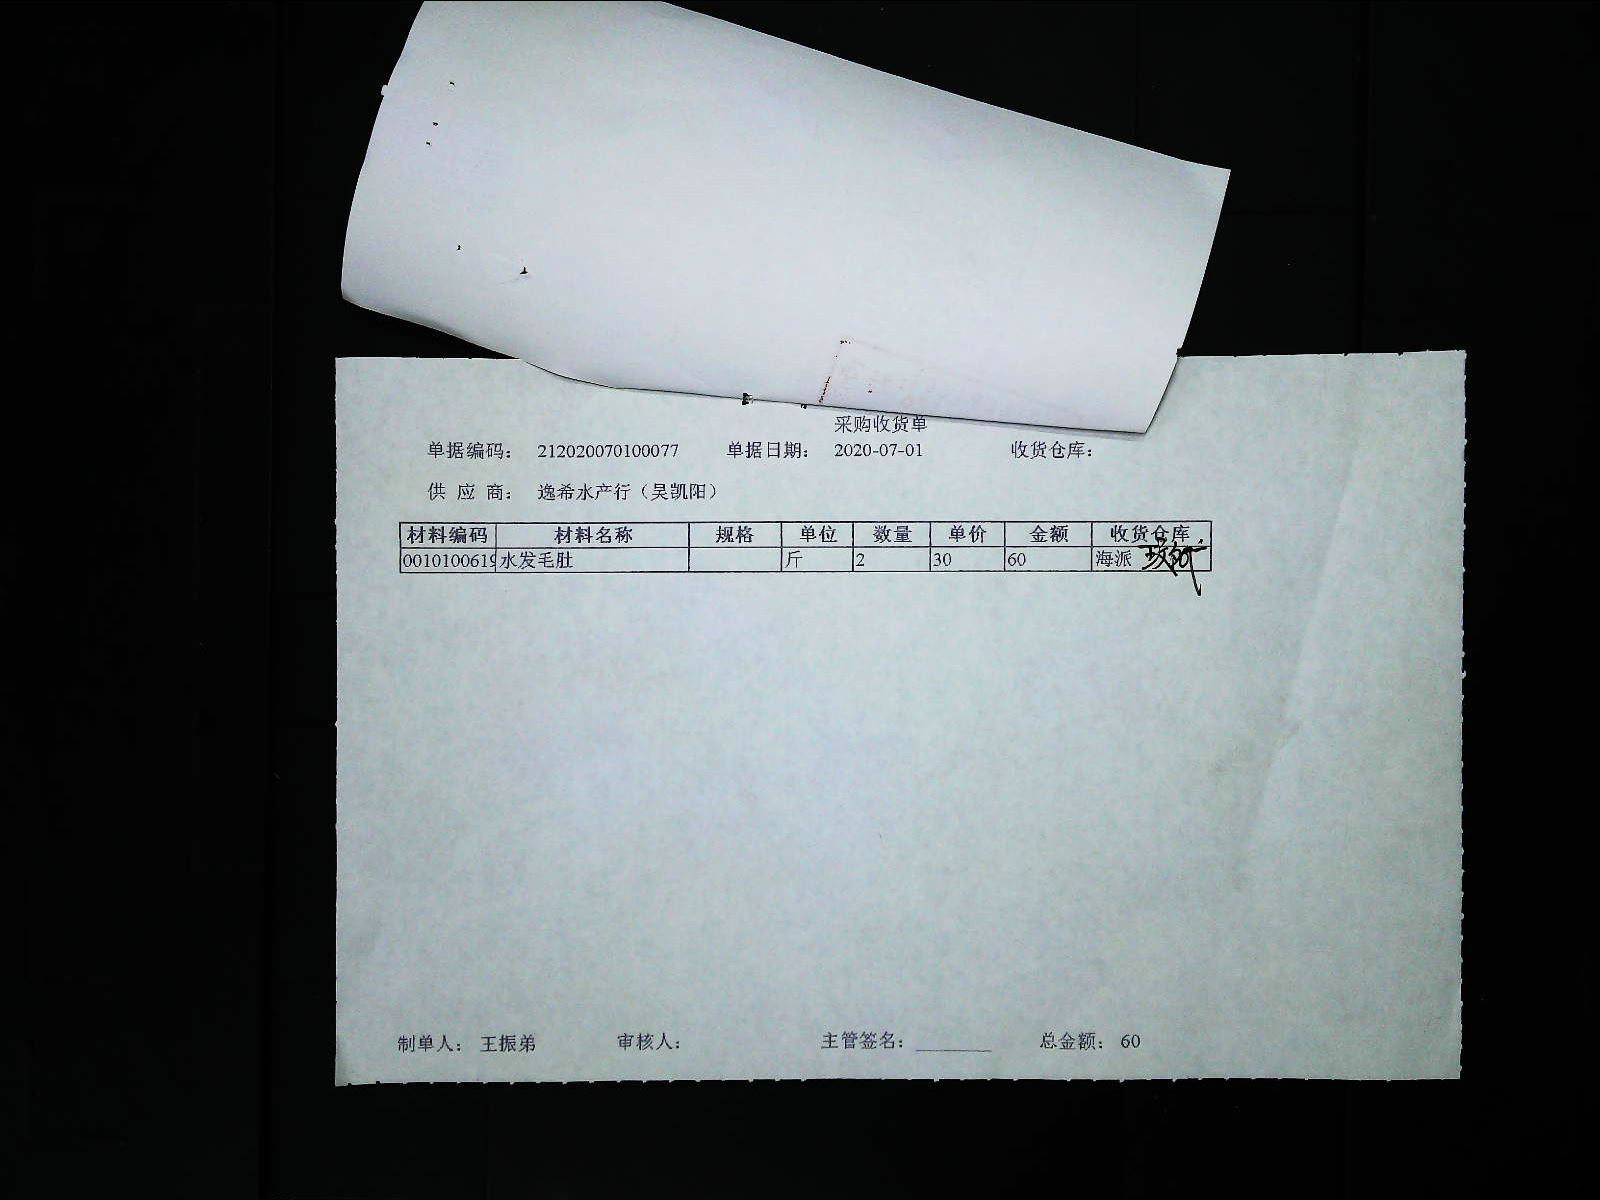 采购收货单
单据编码： 212020070100077 单据日期： 2020-07-01 收货仓库：
供 应 商： 逸希水产行（吴凯阳）
材料编码 材料名称 规格 单位 数量 单价 金额 收货仓库
0010100619 水发毛肚 斤 2 30 60 海派
制单人： 王振弟 审核人： 主管签名： 总金额： 60